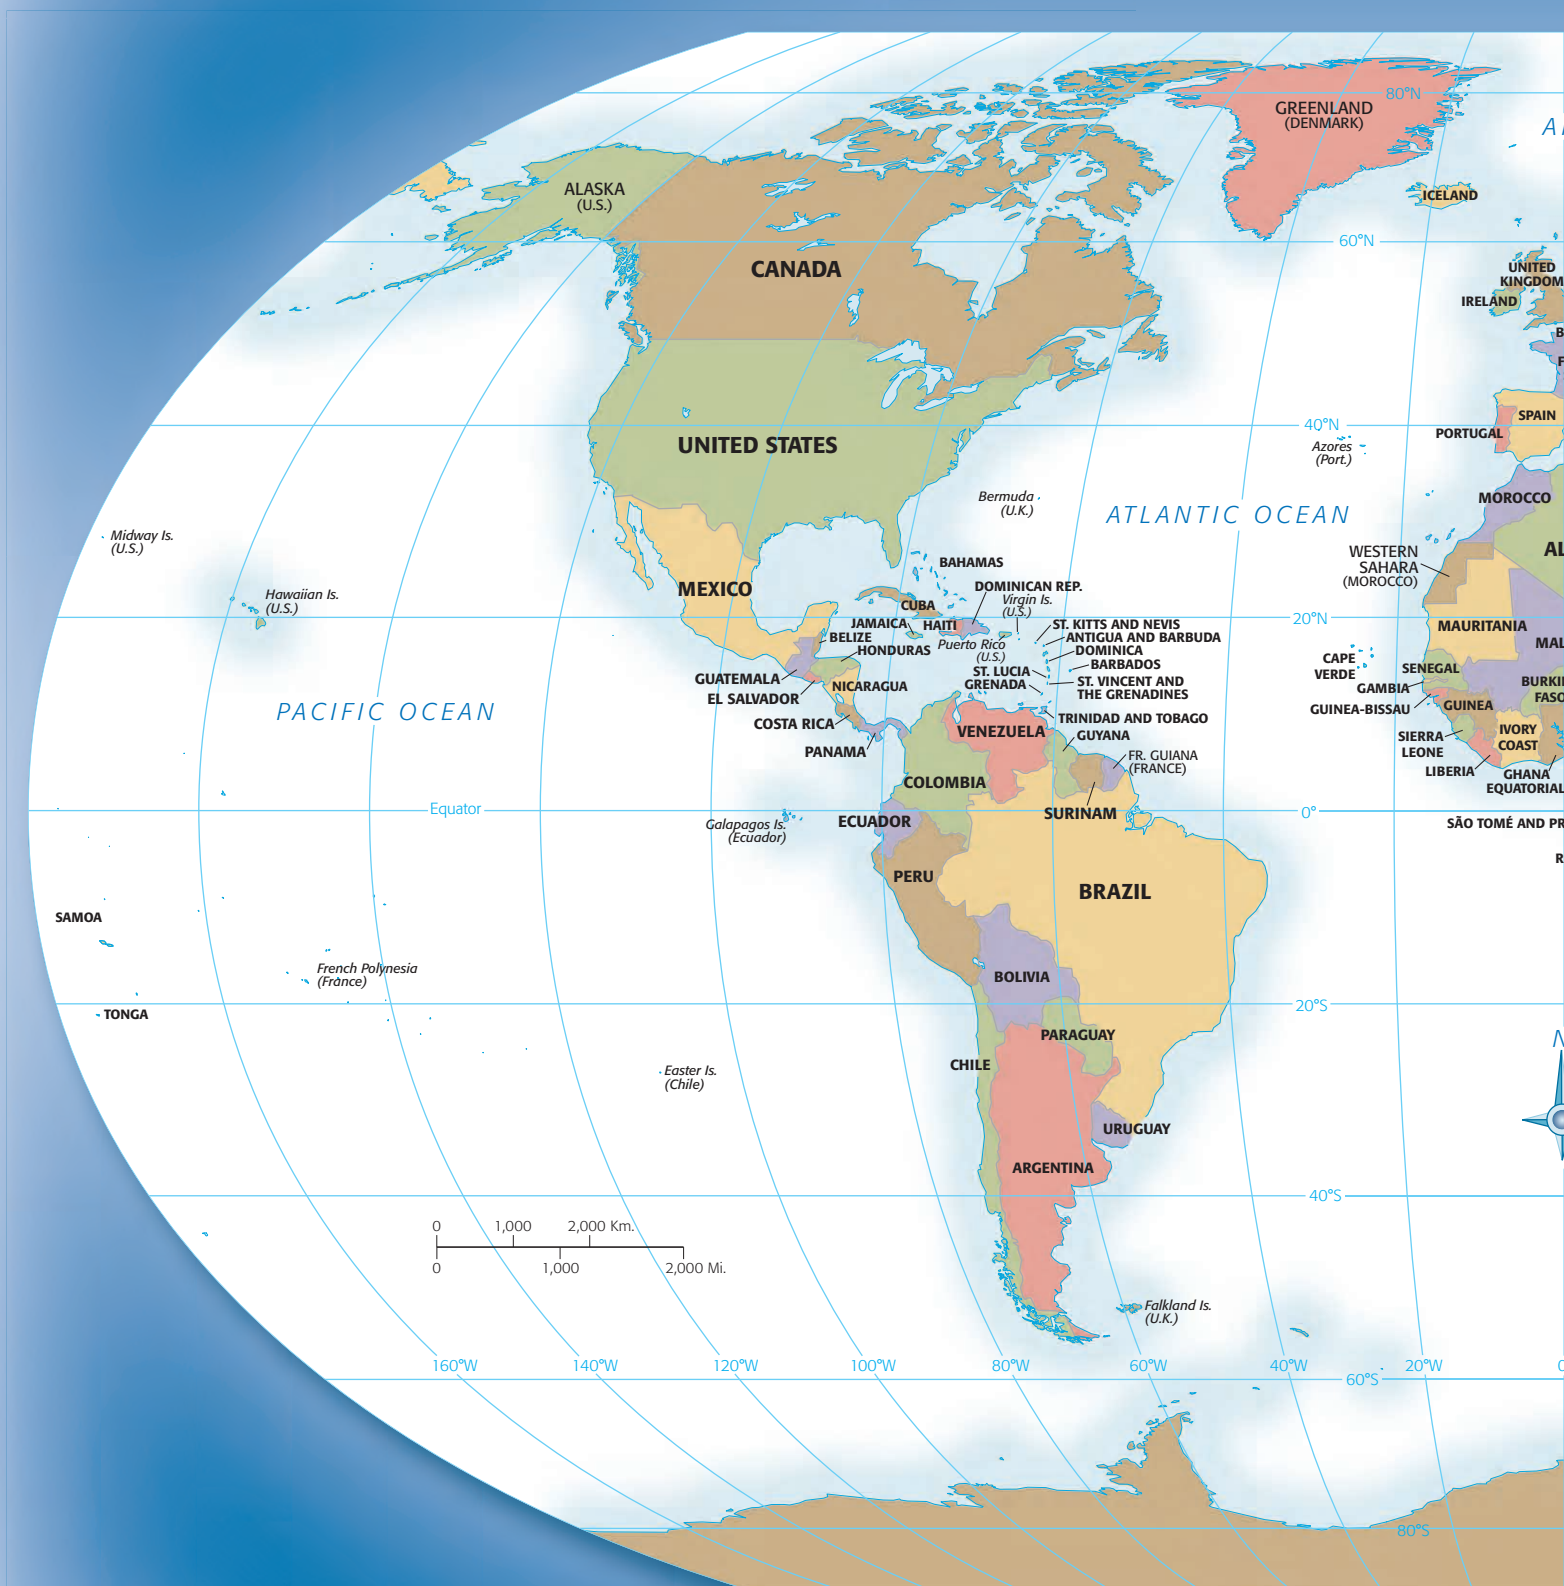 80°N
GREENLAND
(DENMARK)
ALASKA
(U.S.)
ICELAND
60°N
CANADA
UNITED
KINGDOM
IRELAND
UNITED STATES
40°N
SPAIN
PORTUGAL
Azores
(Port.)
Bermuda
(U.K.)
MOROCCO
ATLANTIC OCEAN
Midway Is.
(U.S.)
WESTERN
SAHARA
(MOROCCO)
AL
BAHAMAS
MEXICO
DOMINICAN REP.
Hawaiian Is.
(U.S.)
Virgin Is.
(U.S.)
CUBA
20°N
JAMAICA
HAITI
ST. KITTS AND NEVIS
MAURITANIA
BELIZE
ANTIGUA AND BARBUDA
Puerto Rico
(U.S.)
MAL
HONDURAS
DOMINICA
CAPE
VERDE
BARBADOS
SENEGAL
ST. LUCIA
GUATEMALA
NICARAGUA
GRENADA
ST. VINCENT AND
THE GRENADINES
GAMBIA
BURKI
FASO
EL SALVADOR
GUINEA-BISSAU
GUINEA
PACIFIC OCEAN
COSTA RICA
TRINIDAD AND TOBAGO
VENEZUELA
GUYANA
SIERRA
LEONE
IVORY
COAST
PANAMA
FR. GUIANA
(FRANCE)
LIBERIA
GHANA
COLOMBIA
EQUATORIAL
Equator
SURINAM
0°
Galapagos Is.
(Ecuador)
ECUADOR
SÃO TOMÉ AND PR
R
PERU
BRAZIL
SAMOA
French Polynesia
(France)
BOLIVIA
20°S
TONGA
PARAGUAY
N
CHILE
Easter Is.
(Chile)
URUGUAY
ARGENTINA
40°S
0 1,000 2,000 Km.
0 1,000 2,000 Mi.
Falkland Is.
(U.K.)
160°W 140°W 120°W 100°W 80°W 60°W 40°W 20°W
60°S
80°S